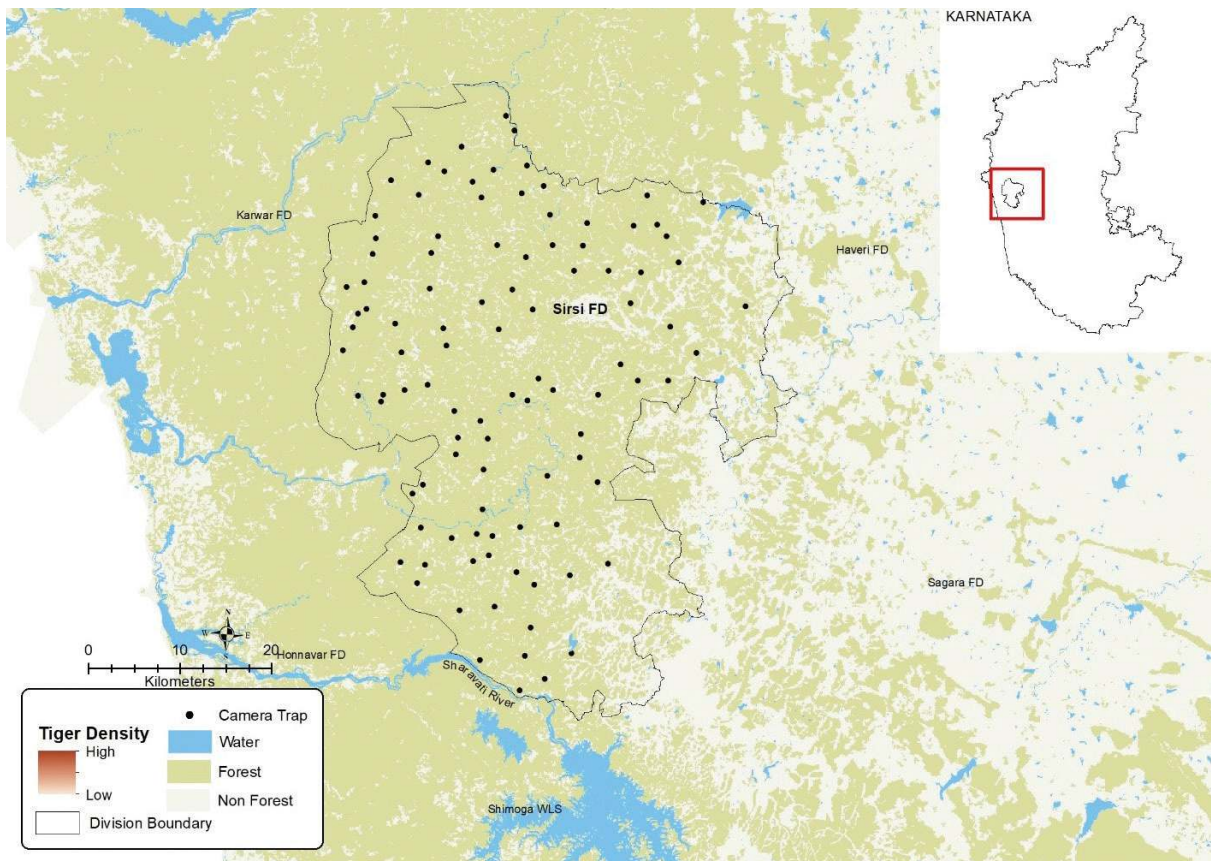 KARNATAKA
Karwar FD
Haveri FD
Sirsi FD
Sagara FD
N
W E
S
0 10 20
Kilometers
Honnavar FD
Sharavari River
Shimoga WLS
Tiger Density
High
Low
Camera Trap
Water
Forest
Non Forest
Division Boundary